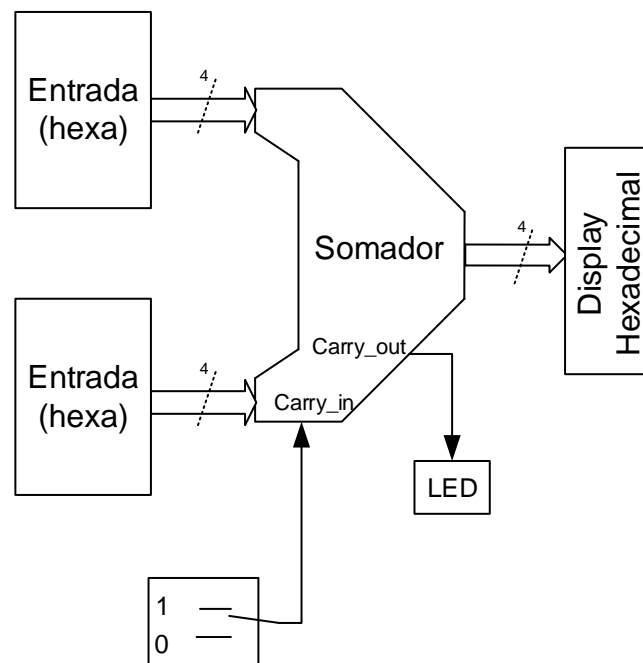 Entrada
(hexa)
4
Somador
4
Display
Hexadecimal
Entrada
(hexa)
4
Carry_out
Carry_in
LED
1
0